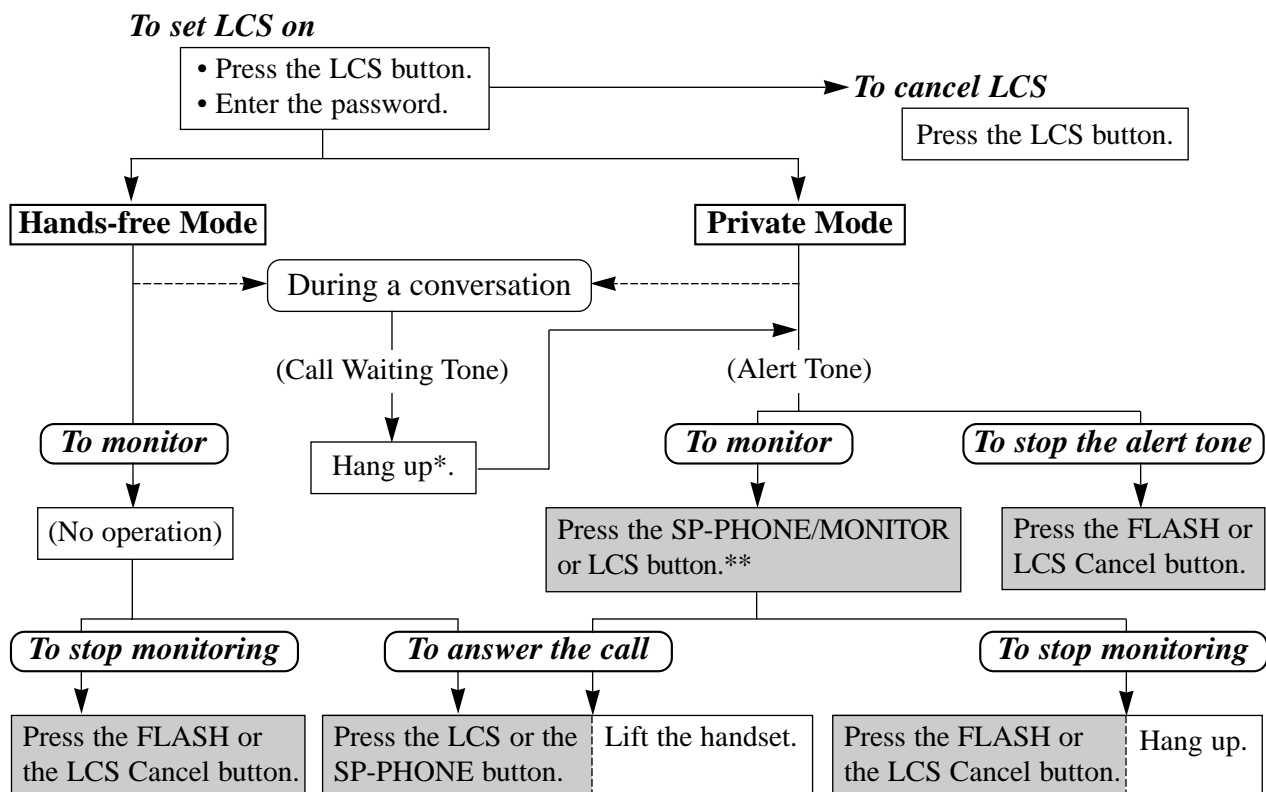 To set LCS on
• Press the LCS button.
• Enter the password.
To cancel LCS
Press the LCS button.
Hands-free Mode
Private Mode
During a conversation
(Call Waiting Tone)
(Alert Tone)
To monitor
Hang up*.
To monitor
To stop the alert tone
(No operation)
Press the SP-PHONE/MONITOR
or LCS button.**
Press the FLASH or
LCS Cancel button.
To stop monitoring
To answer the call
To stop monitoring
Press the FLASH or
the LCS Cancel button.
Press the LCS or the
SP-PHONE button.
Lift the handset.
Press the FLASH or
the LCS Cancel button.
Hang up.